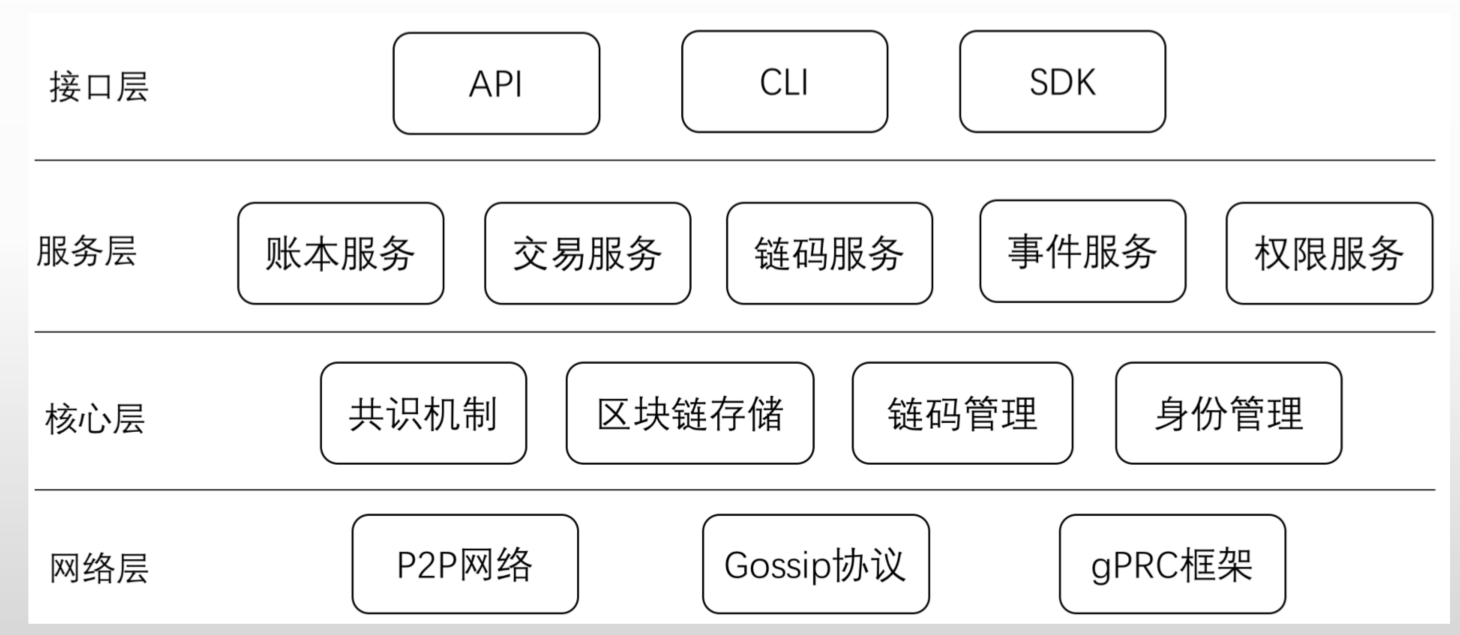 接口层
API
CLI
SDK
服务层
账本服务
交易服务
链码服务
事件服务
权限服务
核心层
共识机制
区块链存储
链码管理
身份管理
网络层
P2P网络
Gossip协议
gPRC框架